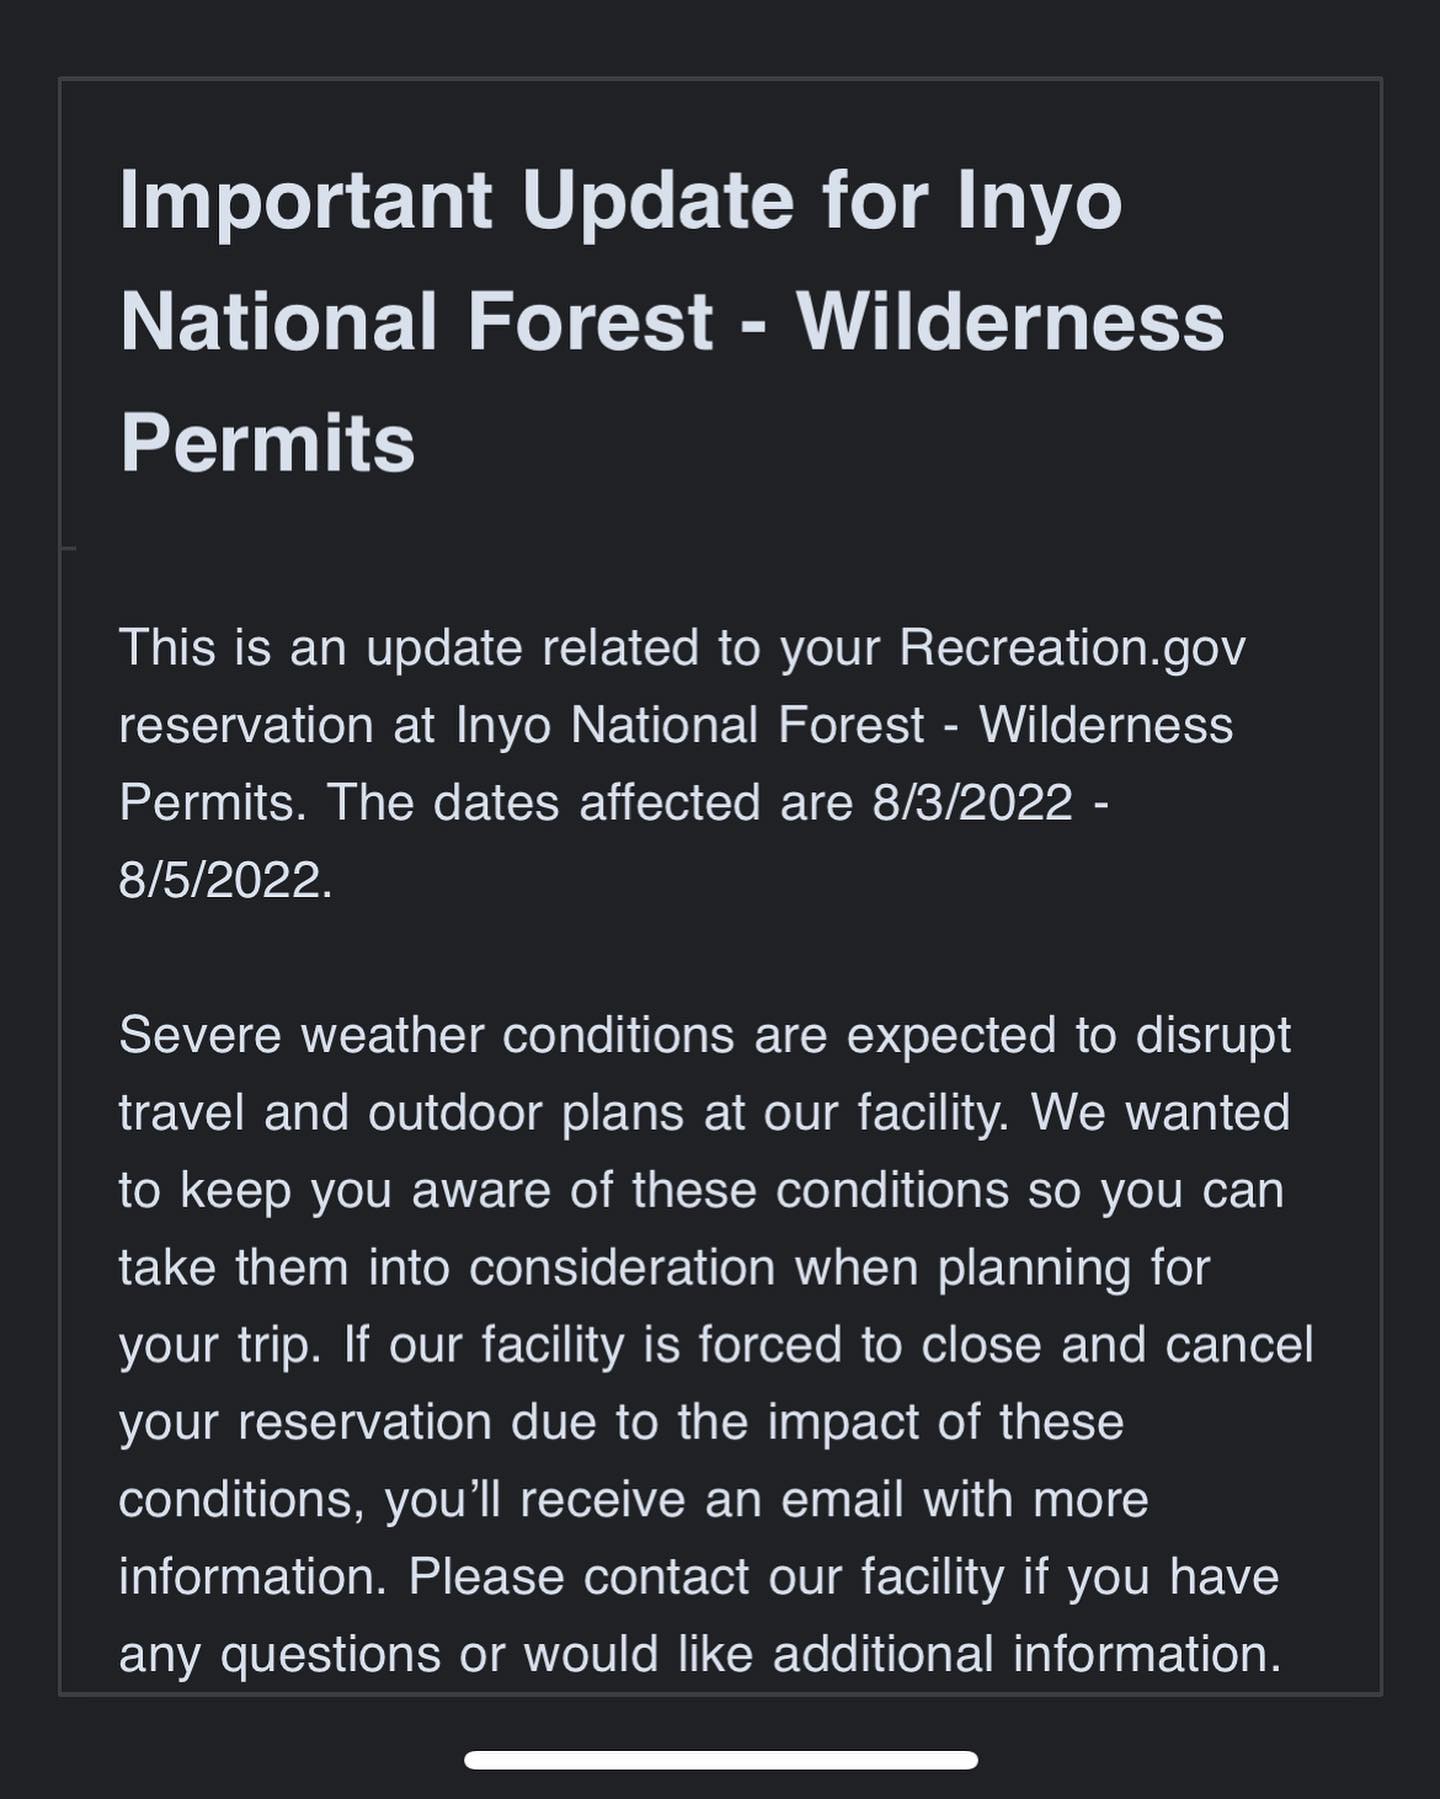 Important Update for Inyo
National Forest - Wilderness
Permits
This is an update related to your Recreation.gov
reservation at Inyo National Forest - Wilderness
Permits. The dates affected are 8/3/2022 -
8/5/2022.
Severe weather conditions are expected to disrupt
travel and outdoor plans at our facility. We wanted
to keep you aware of these conditions so you can
take them into consideration when planning for
your trip. If our facility is forced to close and cancel
your reservation due to the impact of these
conditions, you’ll receive an email with more
information. Please contact our facility if you have
any questions or would like additional information.